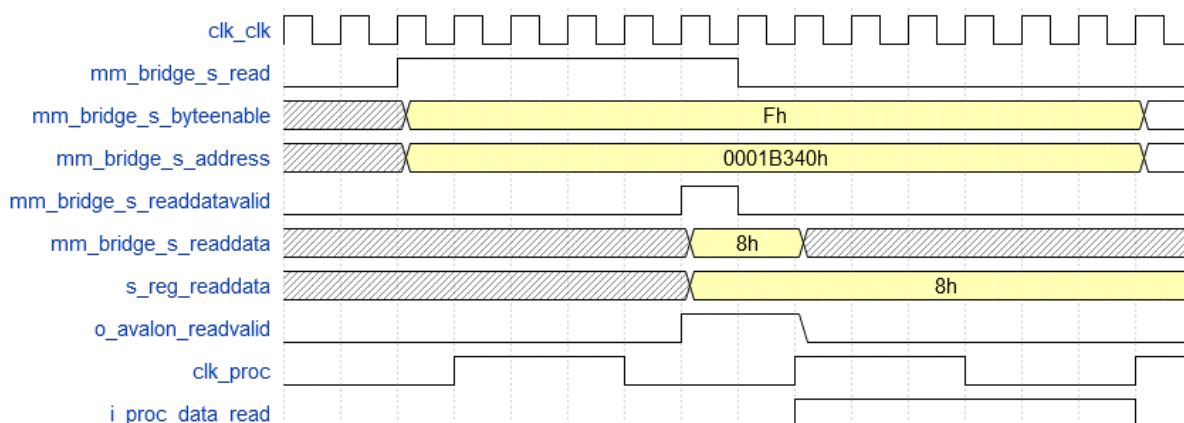 clk_clk
mm_bridge_s_read
mm_bridge_s_byteenable Fh
mm_bridge_s_address 0001B340h
mm_bridge_s_readdatavalid
mm_bridge_s_readdata 8h
s_reg_readdata 8h
o_avalon_readvalid
clk_proc
i_proc_data_read